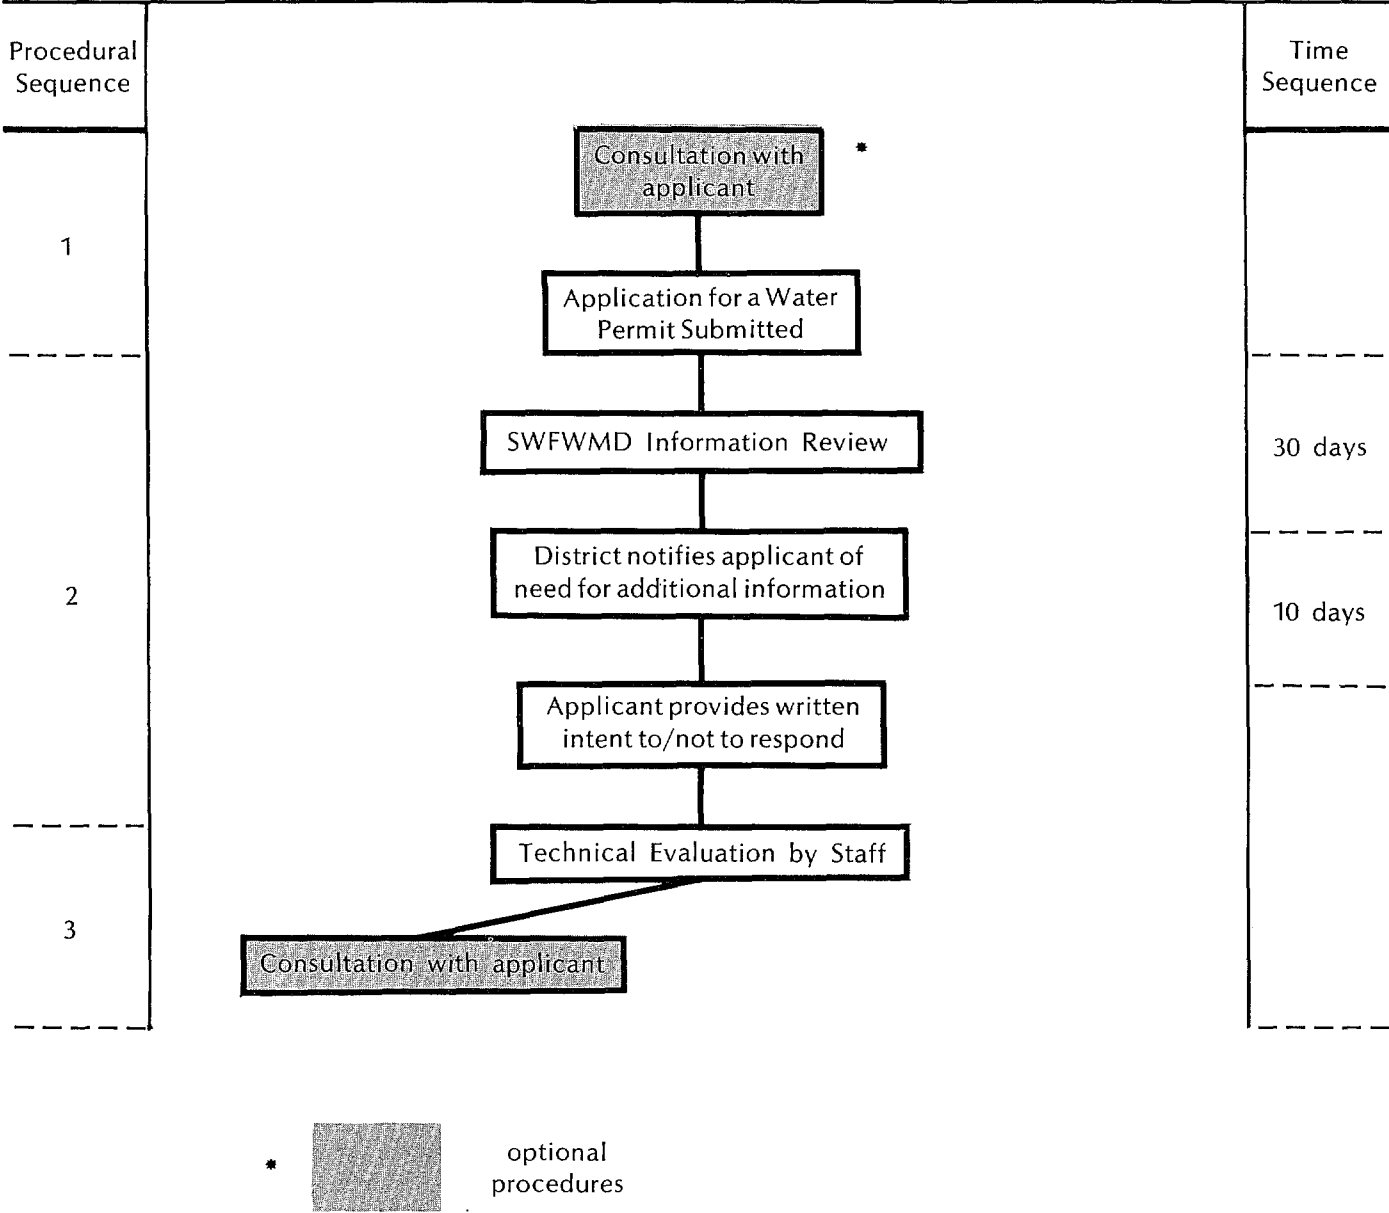 Procedural
Sequence
Time
Sequence
Consultation with
applicant
*
1
Application for a Water
Permit Submitted
SWFWMD Information Review
30 days
District notifies applicant of
need for additional information
2
10 days
Applicant provides written
intent to/not to respond
Technical Evaluation by Staff
3
Consultation with applicant
*
optional
procedures